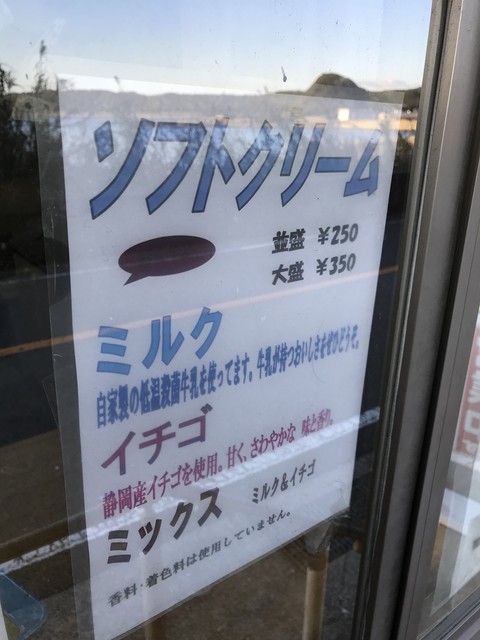 ソフトクリーム
並盛 ¥250
大盛 ¥350
ミルク
自家製の低温殺菌牛乳を使ってます。牛乳が持つおいしさをぜひどうぞ。
イチゴ
静岡産イチゴを使用。甘く、さわやかな 味と香り。
ミックス ミルク&イチゴ
香料・着色料は使用していません。